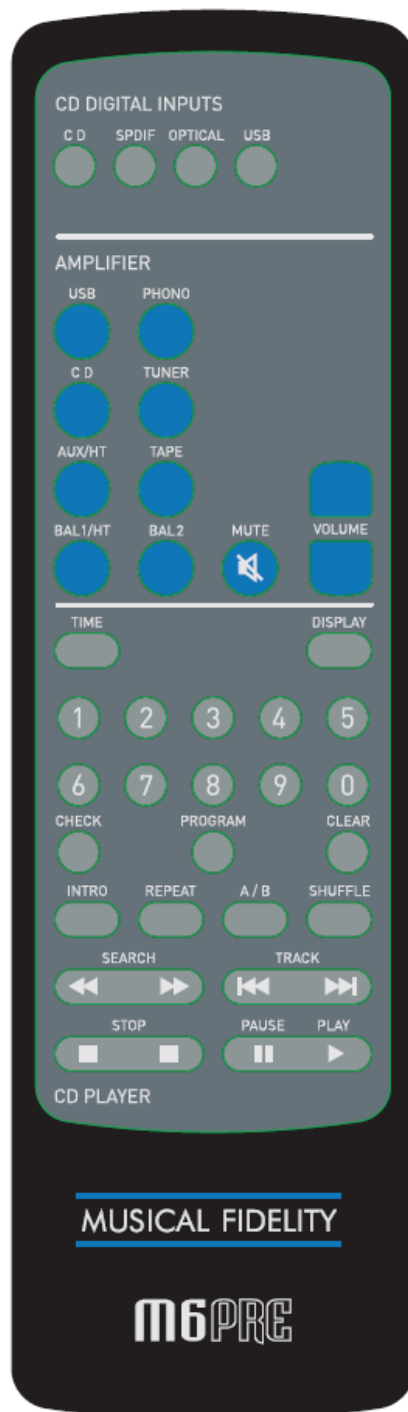 CD DIGITAL INPUTS
CD SPDIF OPTICAL USB
AMPLIFIER
USB PHONO
CD TUNER
AUX/HT TAPE
BAL1/HT BAL2 MUTE VOLUME
TIME DISPLAY
1 2 3 4 5
6 7 8 9 0
CHECK PROGRAM CLEAR
INTRO REPEAT A/B SHUFFLE
SEARCH TRACK
STOP PAUSE PLAY
CD PLAYER
MUSICAL FIDELITY
M6PRE